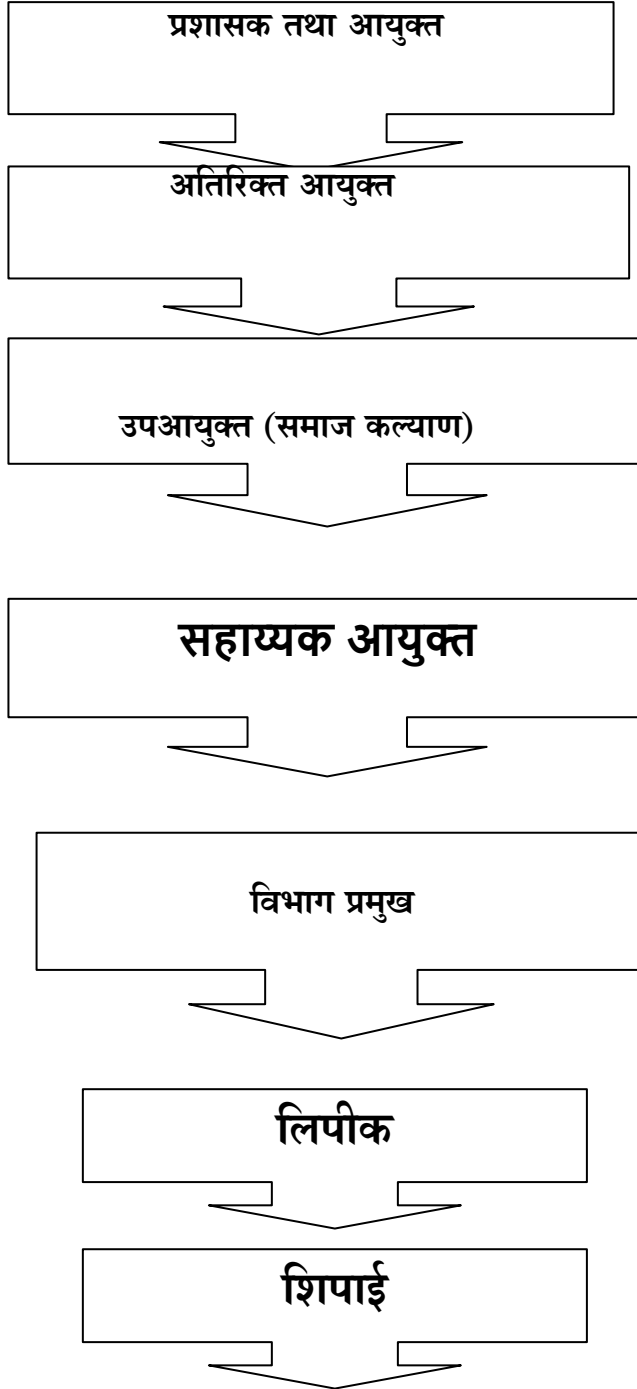 प्रशासक तथा आयुक्त
अतिरिक्त आयुक्त
उपआयुक्त (समाज कल्याण)
सहाय्यक आयुक्त
विभाग प्रमुख
लिपीक
शिपाई